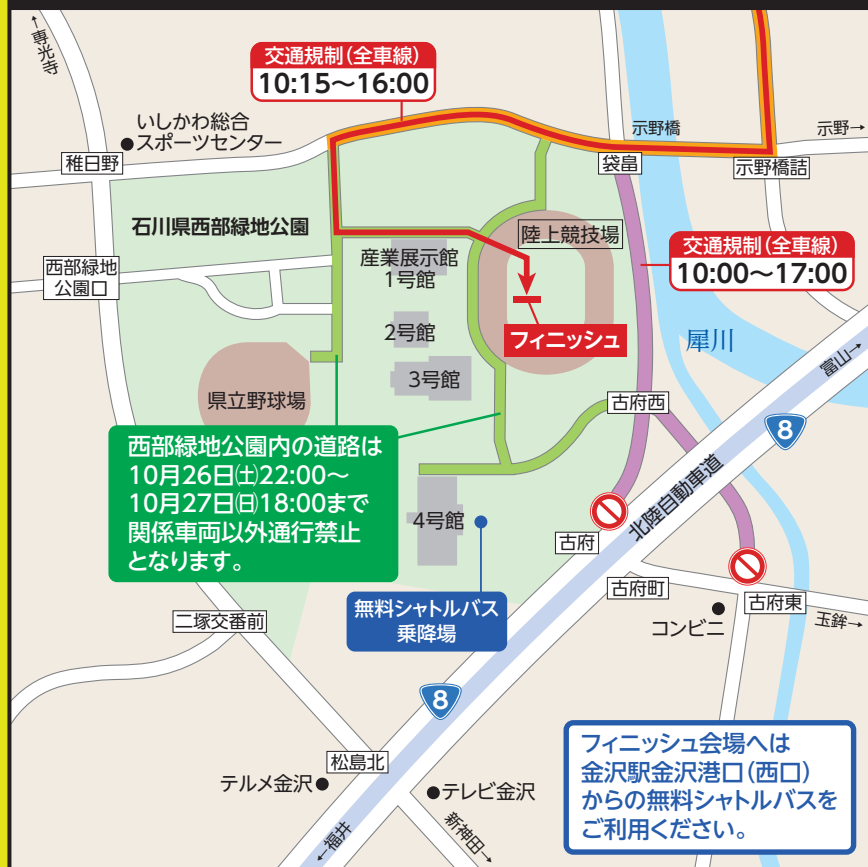 ←専光寺
交通規制(全車線)
10:15〜16:00
いしかわ総合
スポーツセンター
稚日野
示野橋
示野→
袋畠
示野橋詰
石川県西部緑地公園
陸上競技場
産業展示館
1号館
交通規制(全車線)
10:00〜17:00
西部緑地
公園口
2号館
フィニッシュ
犀川
富山→
3号館
県立野球場
古府西
8
西部緑地公園内の道路は
10月26日㈯22:00〜
10月27日㈰18:00まで
関係車両以外通行禁止
となります。
北陸自動車道
4号館
古府
古府町
古府東
玉鉾→
コンビニ
無料シャトルバス
乗降場
二塚交番前
8
松島北
テルメ金沢
テレビ金沢
←福井
新神田→
フィニッシュ会場へは
金沢駅金沢港口(西口)
からの無料シャトルバスを
ご利用ください。